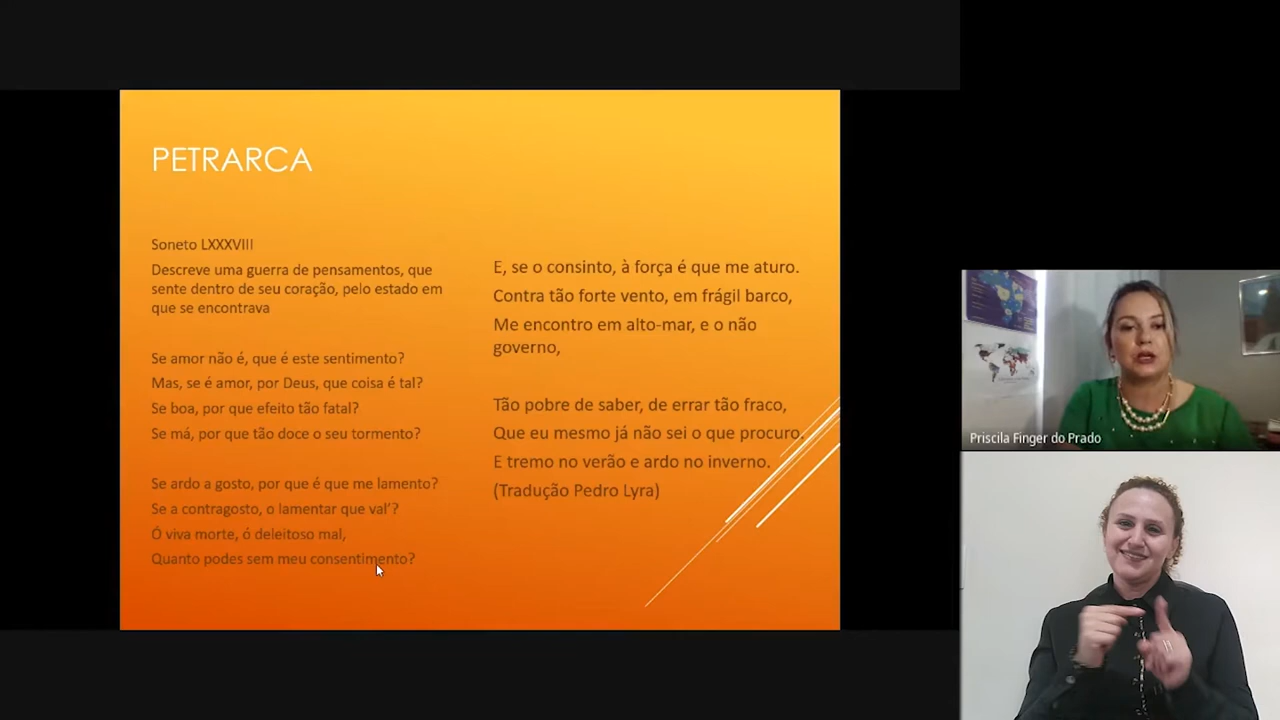 PETRARCA
Soneto LXXXVIII
Descreve uma guerra de pensamentos, que
sente dentro de seu coração, pelo estado em
que se encontrava
Se amor não é, que é este sentimento?
Mas, se é amor, por Deus, que coisa é tal?
Se boa, por que efeito tão fatal?
Se má, por que tão doce o seu tormento?
Se ardo a gosto, por que é que me lamento?
Se a contragosto, o lamentar que val’?
Ó viva morte, ó deleitoso mal,
Quanto podes sem meu consentimento?
E, se o consinto, à força é que me aturo.
Contra tão forte vento, em frágil barco,
Me encontro em alto-mar, e o não
governo,
Tão pobre de saber, de errar tão fraco,
Que eu mesmo já não sei o que procuro.
E tremo no verão e ardo no inverno.
(Tradução Pedro Lyra)
Priscila Finger do Prado